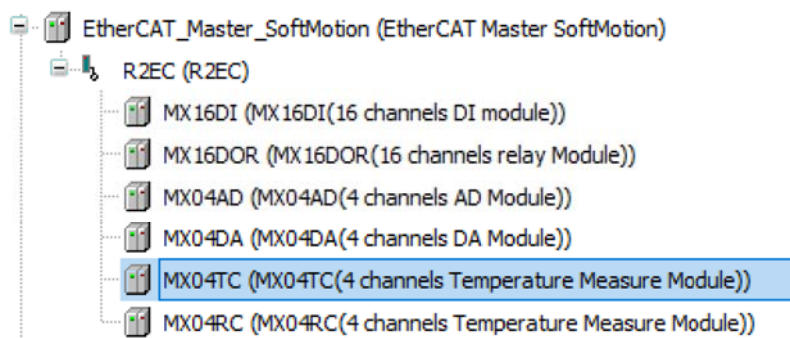 EtherCAT_Master_SoftMotion (EtherCAT Master SoftMotion)
R2EC (R2EC)
MX16DI (MX16DI(16 channels DI module))
MX16DOR (MX16DOR(16 channels relay Module))
MX04AD (MX04AD(4 channels AD Module))
MX04DA (MX04DA(4 channels DA Module))
MX04TC (MX04TC(4 channels Temperature Measure Module))
MX04RC (MX04RC(4 channels Temperature Measure Module))